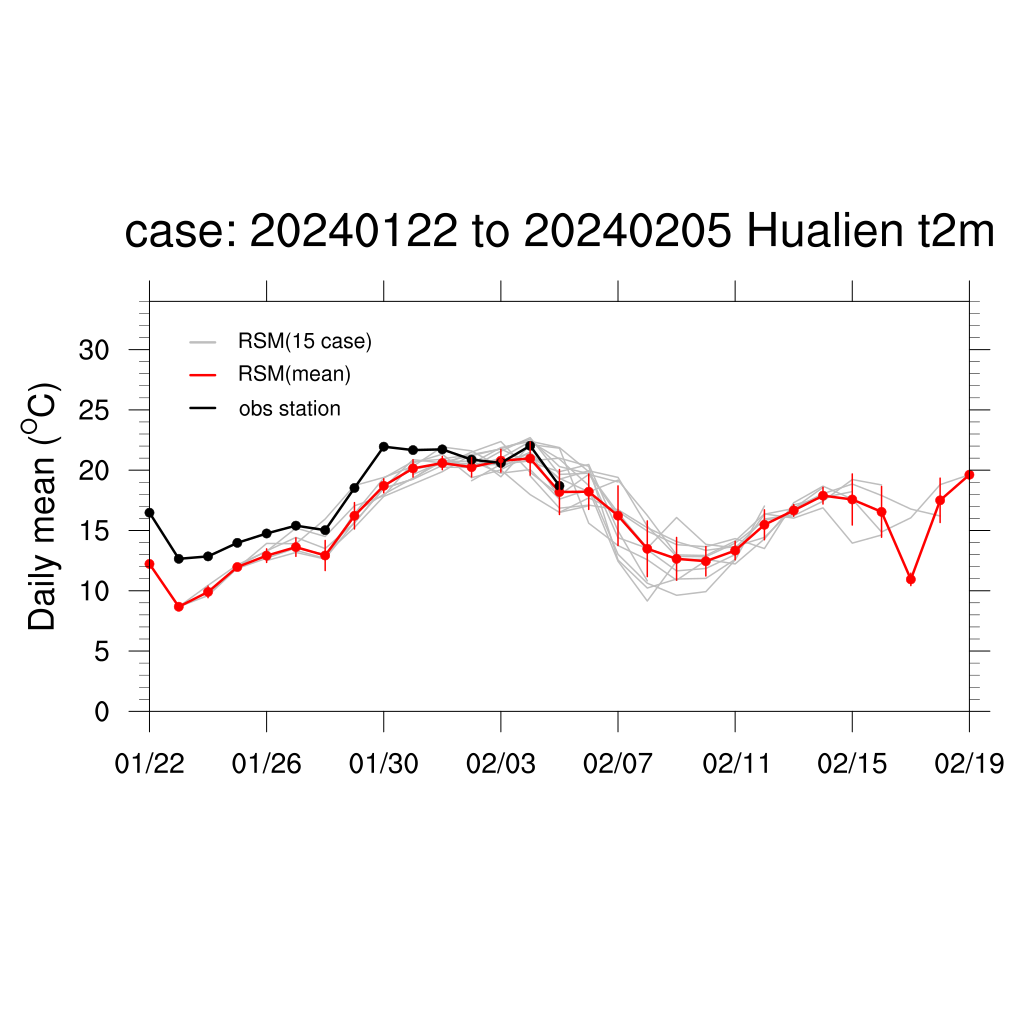 case: 20240122 to 20240205 Hualien t2m
RSM(15 case)
RSM(mean)
obs station
Daily mean (°C)
30
25
20
15
10
5
0
01/22 01/26 01/30 02/03 02/07 02/11 02/15 02/19